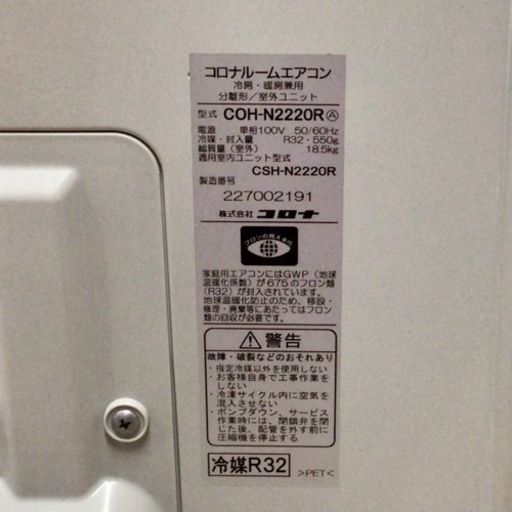 コロナルームエアコン
冷房・暖房兼用
分離形／室外ユニット
型式 COH-N2220R Ⓐ
電源 単相100V 50/60Hz
冷媒・封入量 R32・550g
総質量（室外） 18.5kg
適用室内ユニット型式
CSH-N2220R
製造番号
227002191
株式会社 コロナ
フロンの見える化
家庭用エアコンにはGWP（地球
温暖化係数）が675のフロン類
（R32）が封入されています。
地球温暖化防止のため、移設・
修理・廃棄等にあたってはフロン
類の回収が必要です。
⚠警告
故障・破裂などのおそれあり
・指定冷媒以外を使用しない
・お客様自身で工事作業を
しない
・冷凍サイクル内に空気を
混入させない
・ポンプダウン、サービス
作業時には、閉鎖弁を閉
じた後、配管を外す前に
圧縮機を停止する
冷媒R32
>PET<